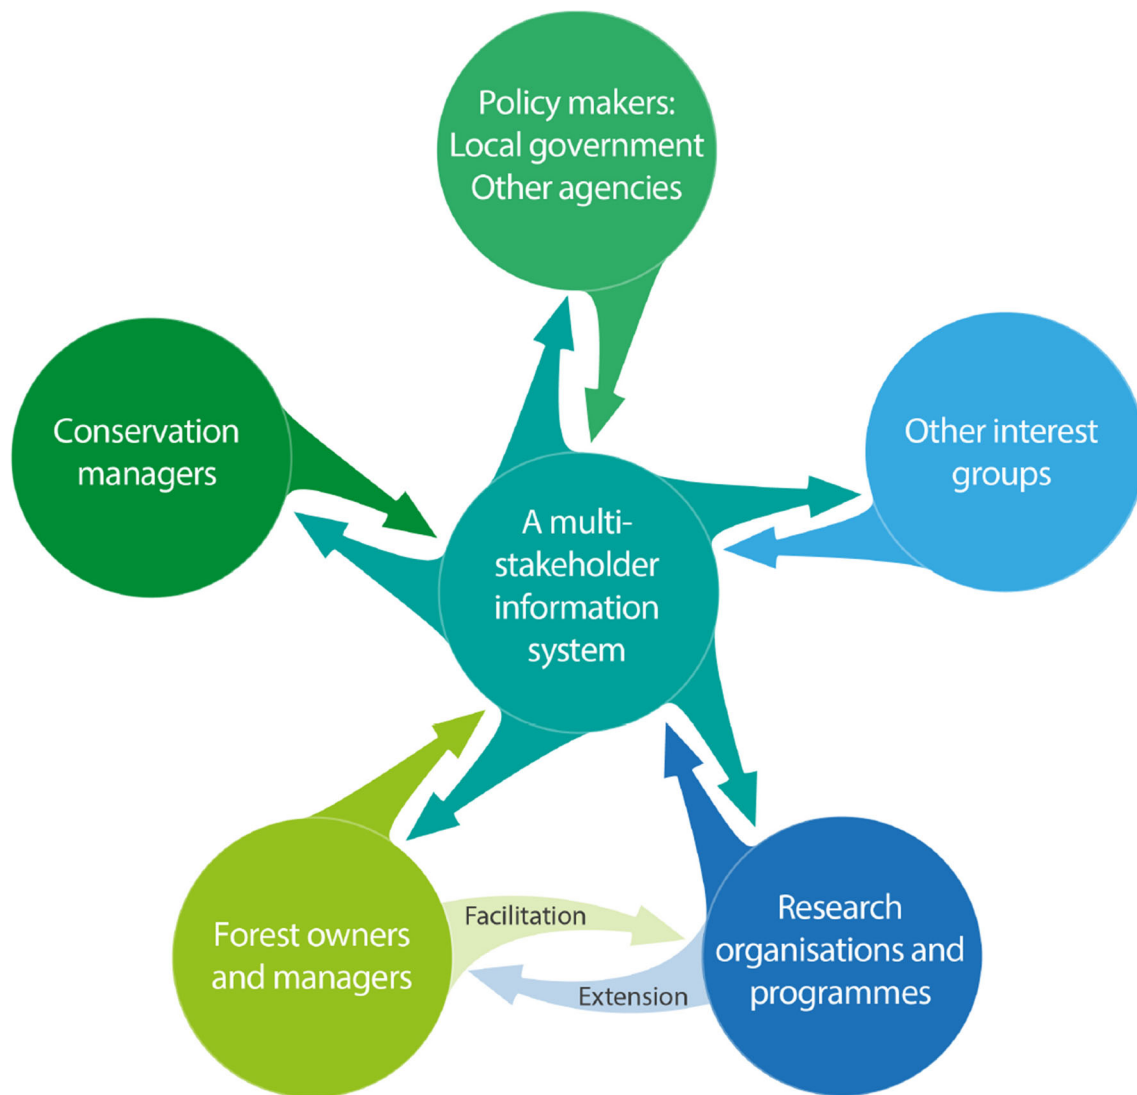 Policy makers:
Local government
Other agencies
Conservation
managers
Other interest
groups
A multi-
stakeholder
information
system
Forest owners
and managers
Facilitation
Extension
Research
organisations and
programmes